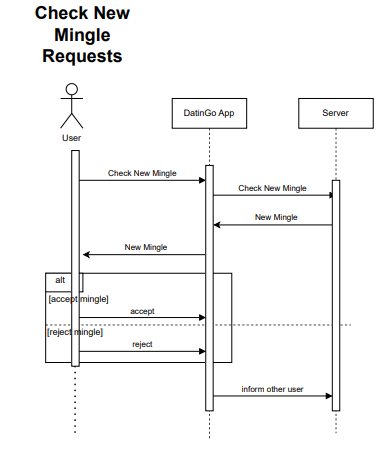 Check New
Mingle
Requests
User
DatinGo App
Server
Check New Mingle
Check New Mingle
New Mingle
New Mingle
alt
[accept mingle]
accept
[reject mingle]
reject
inform other user